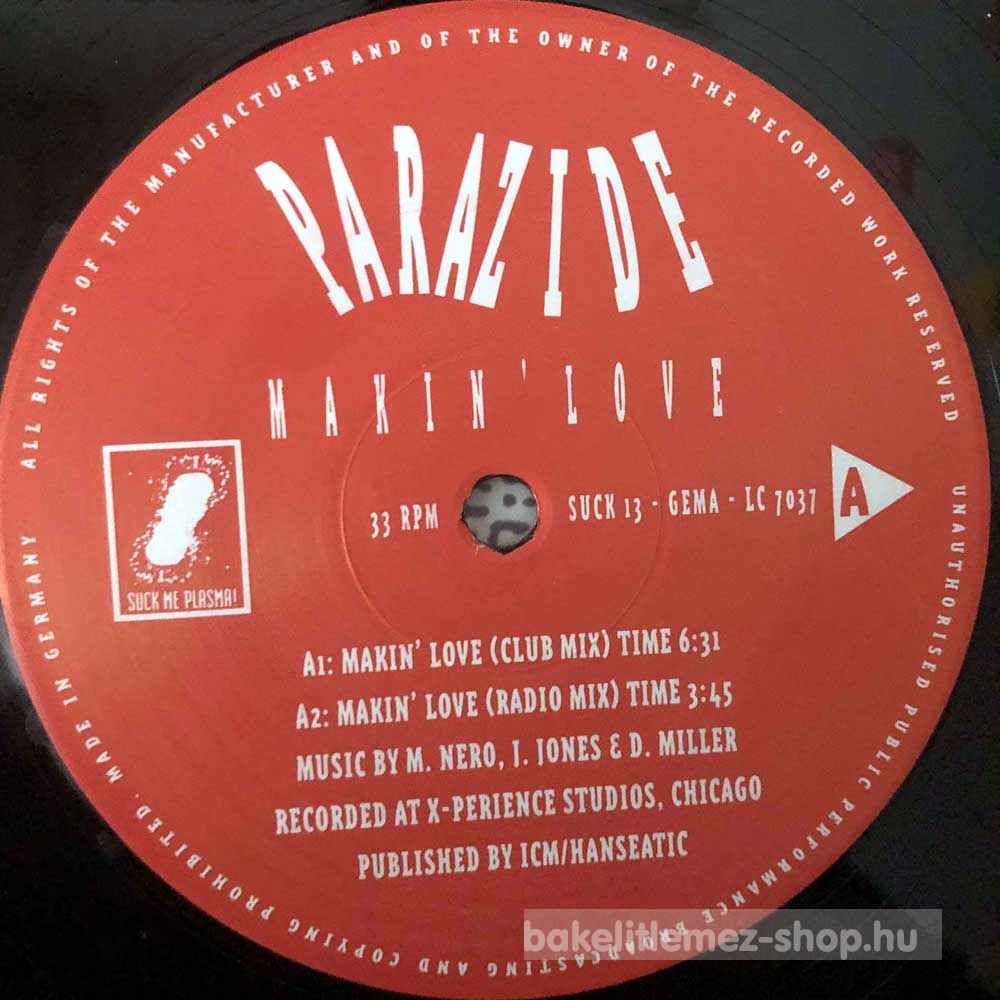 ALL RIGHTS OF THE MANUFACTURER AND OF THE OWNER OF THE RECORDED WORK RESERVED
PARAZIDE
MAKIN' LOVE
33 RPM
SUCK 13 - GEMA - LC 7037
A
SUCK ME PLASMA!
A1: MAKIN' LOVE (CLUB MIX) TIME 6:31
A2: MAKIN' LOVE (RADIO MIX) TIME 3:45
MUSIC BY M. NERO, J. JONES & D. MILLER
RECORDED AT X-PERIENCE STUDIOS, CHICAGO
PUBLISHED BY ICM/HANSEATIC
UNAUTHORISED PUBLIC PERFORMANCE BROADCASTING AND COPYING PROHIBITED. MADE IN GERMANY
bakelitlemez-shop.hu